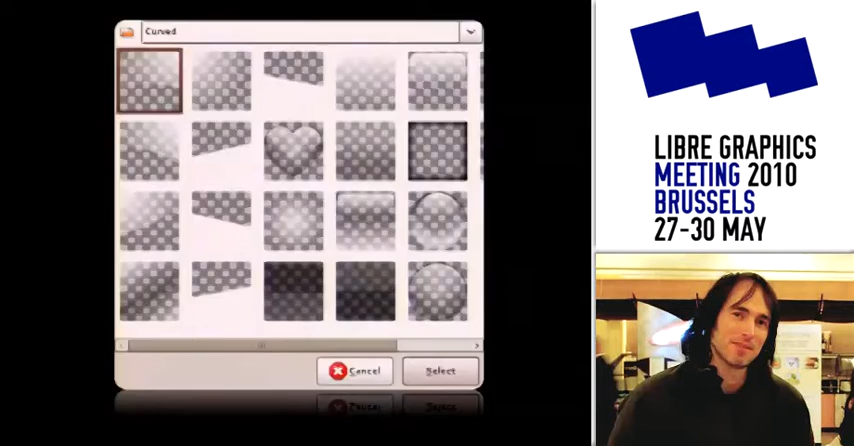 Curved
Cancel
Select
LIBRE GRAPHICS
MEETING 2010
BRUSSELS
27-30 MAY